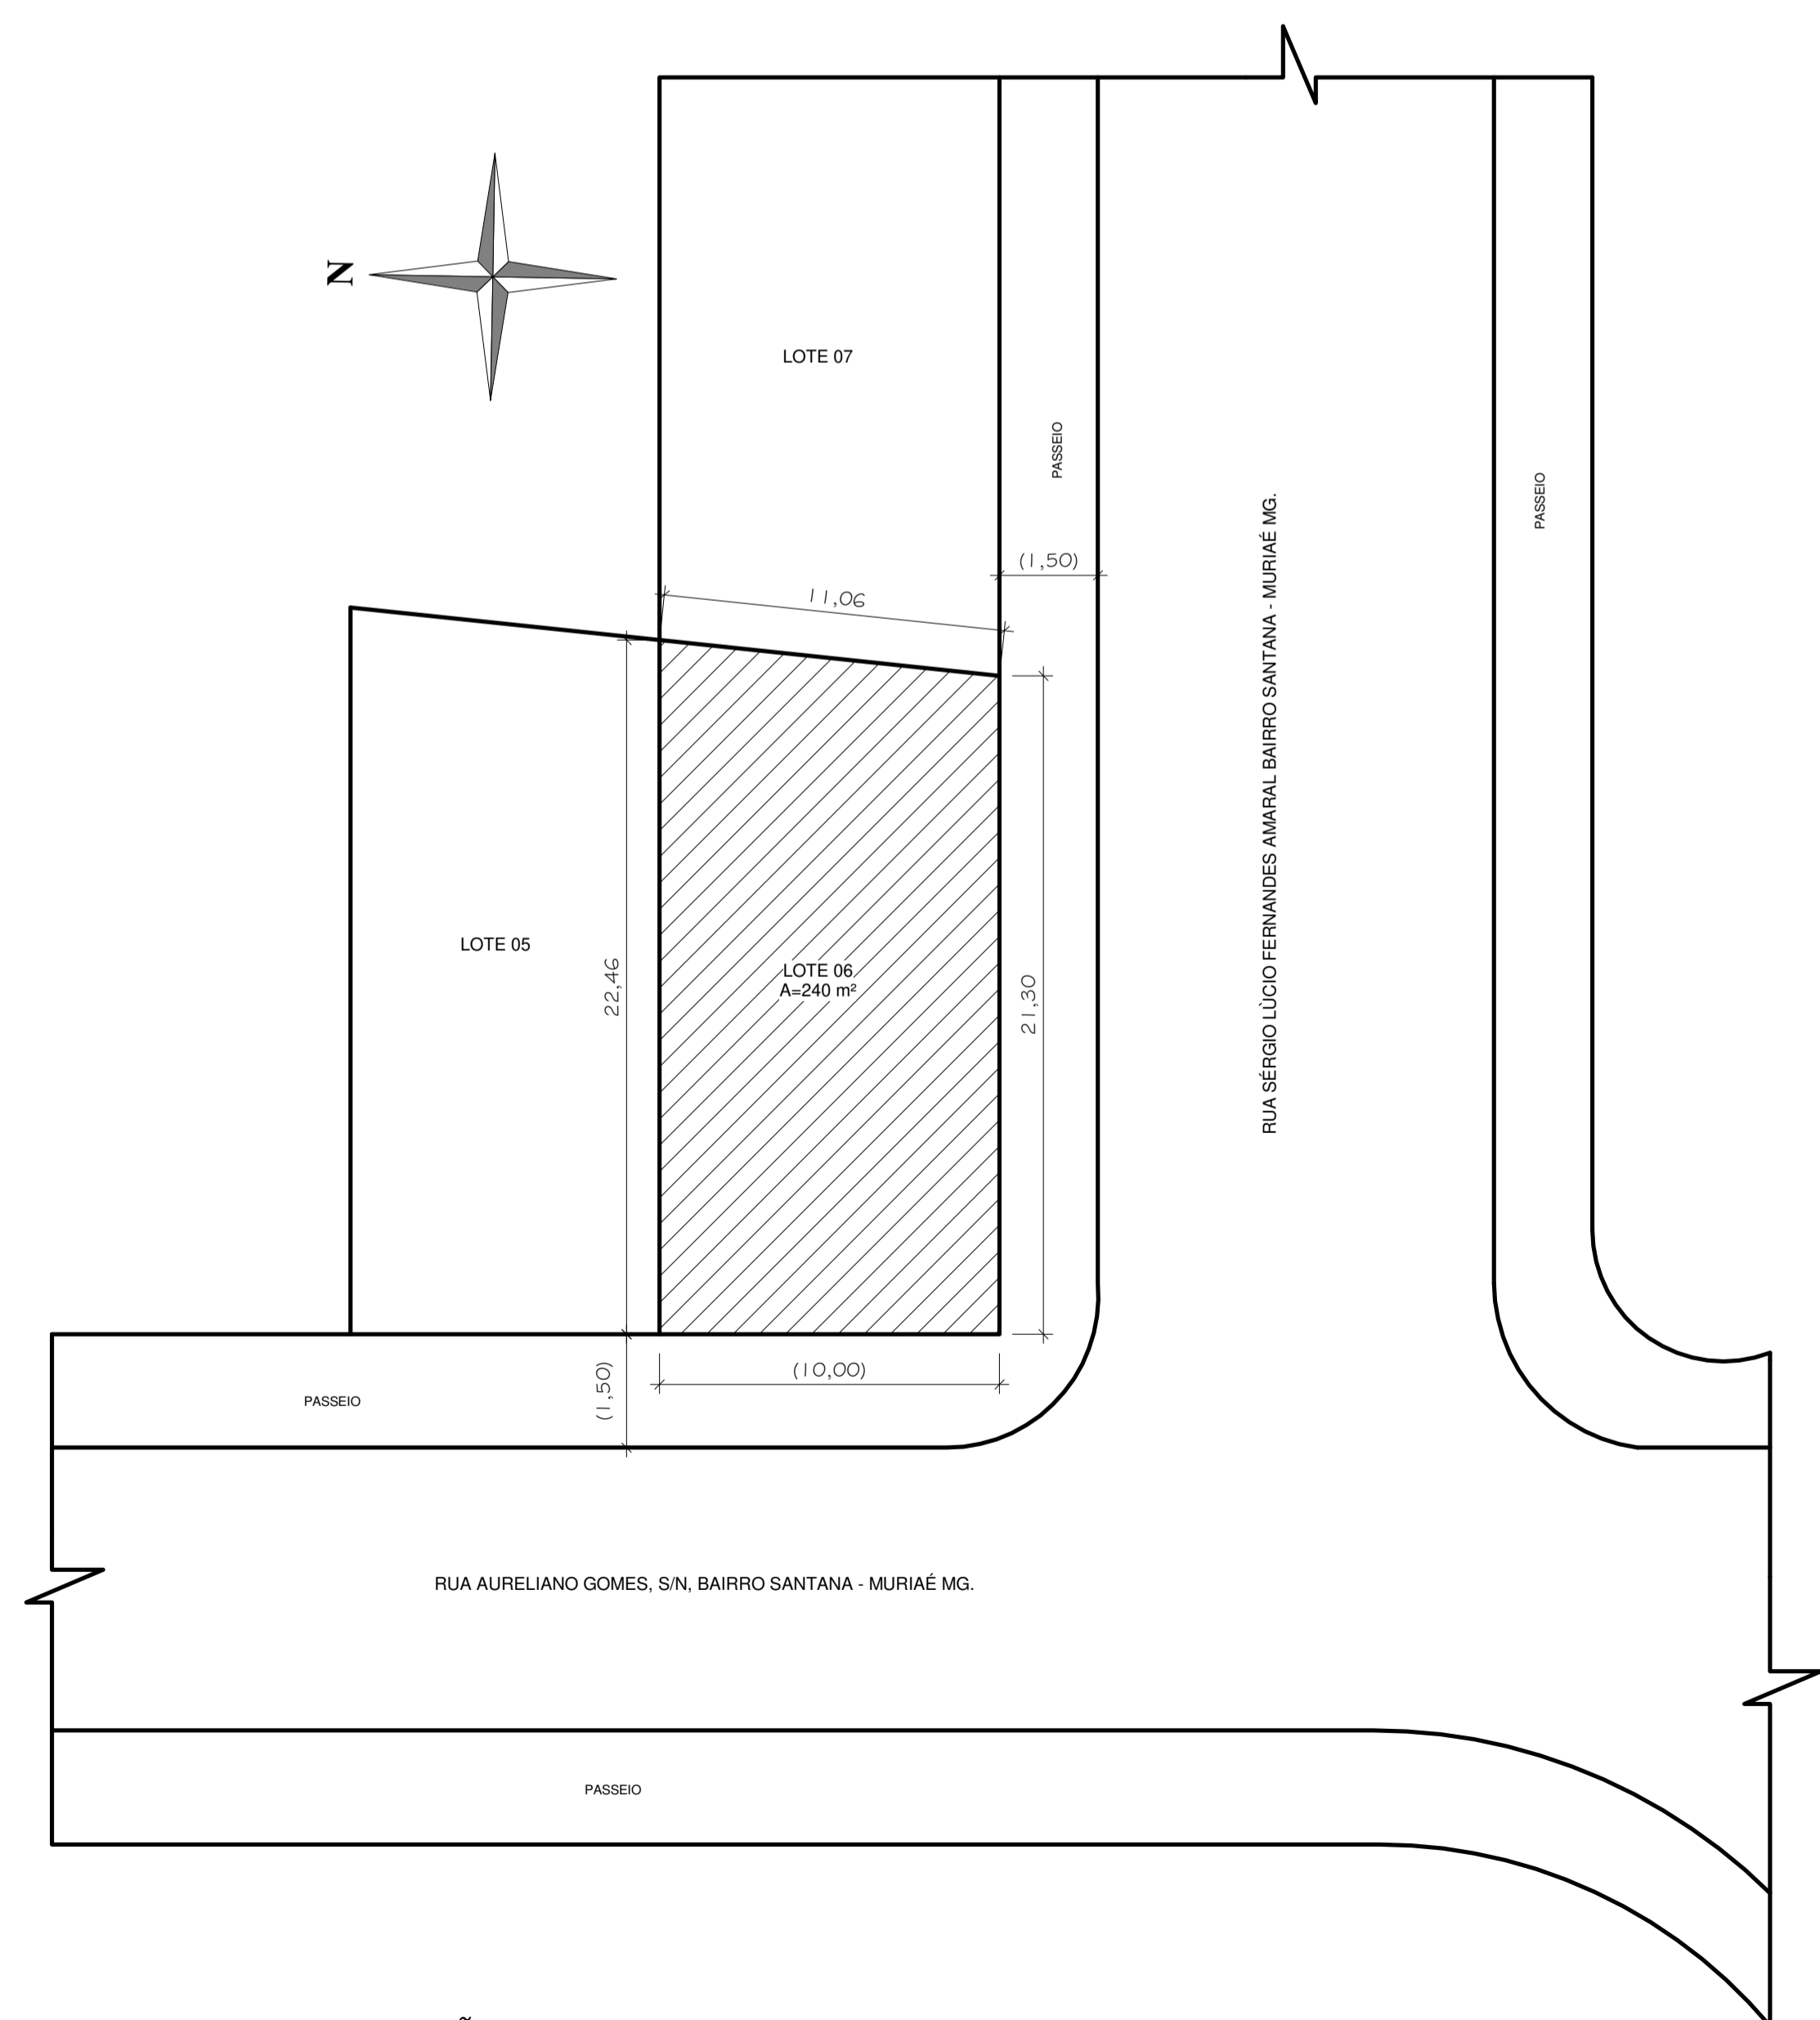 N
LOTE 07
PASSEIO
PASSEIO
(1,50)
11,06
RUA SÉRGIO LÙCIO FERNANDES AMARAL BAIRRO SANTANA - MURIAÉ MG.
LOTE 05
22,46
LOTE 06
A=240 m²
21,30
(1,50)
(10,00)
PASSEIO
RUA AURELIANO GOMES, S/N, BAIRRO SANTANA - MURIAÉ MG.
PASSEIO